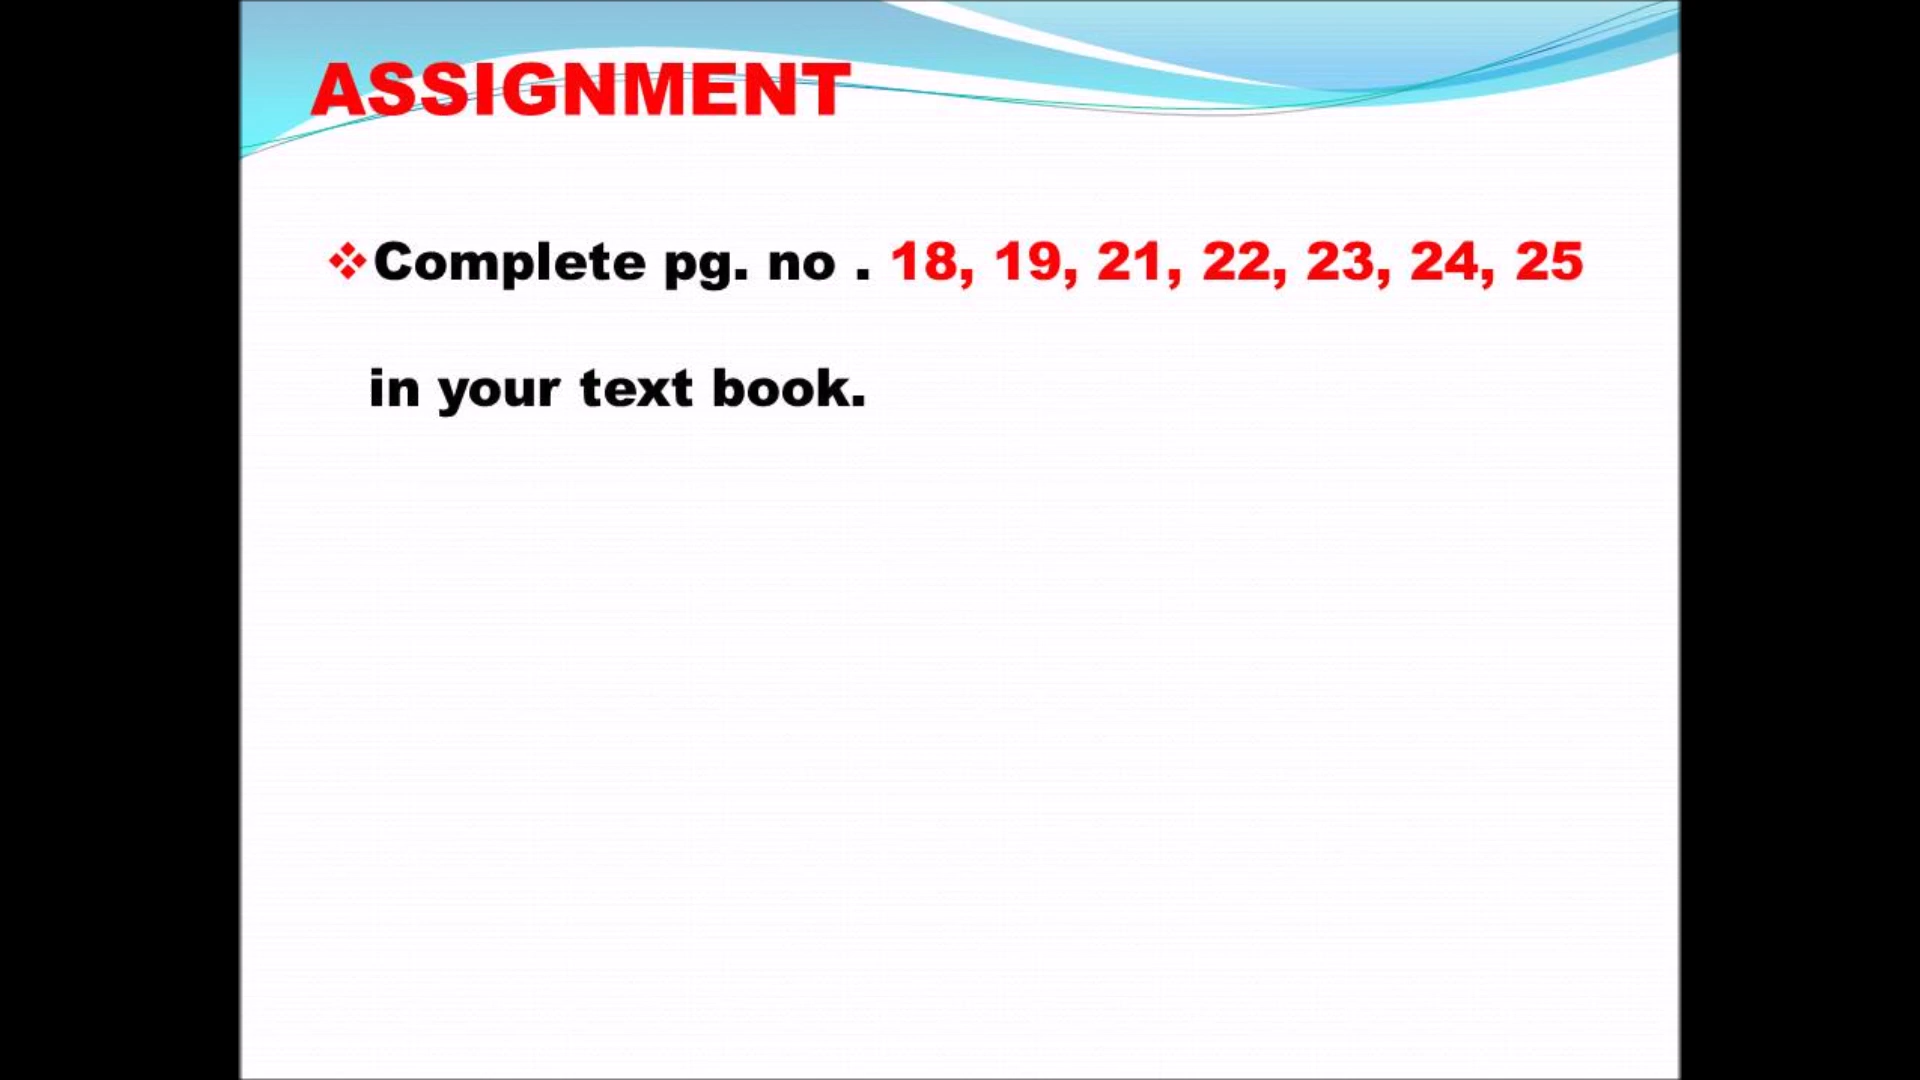 ASSIGNMENT
❖Complete pg. no . 18, 19, 21, 22, 23, 24, 25
in your text book.